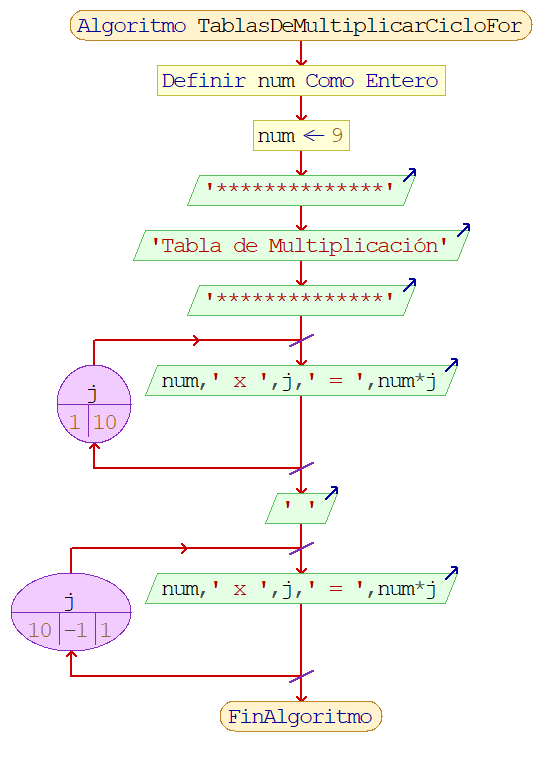 Algoritmo TablasDeMultiplicarCicloFor
Definir num Como Entero
num ← 9
'**************'
'Tabla de Multiplicación'
'**************'
num,' x ',j,' = ',num*j
j
1 10
' '
num,' x ',j,' = ',num*j
j
10 -1 1
FinAlgoritmo